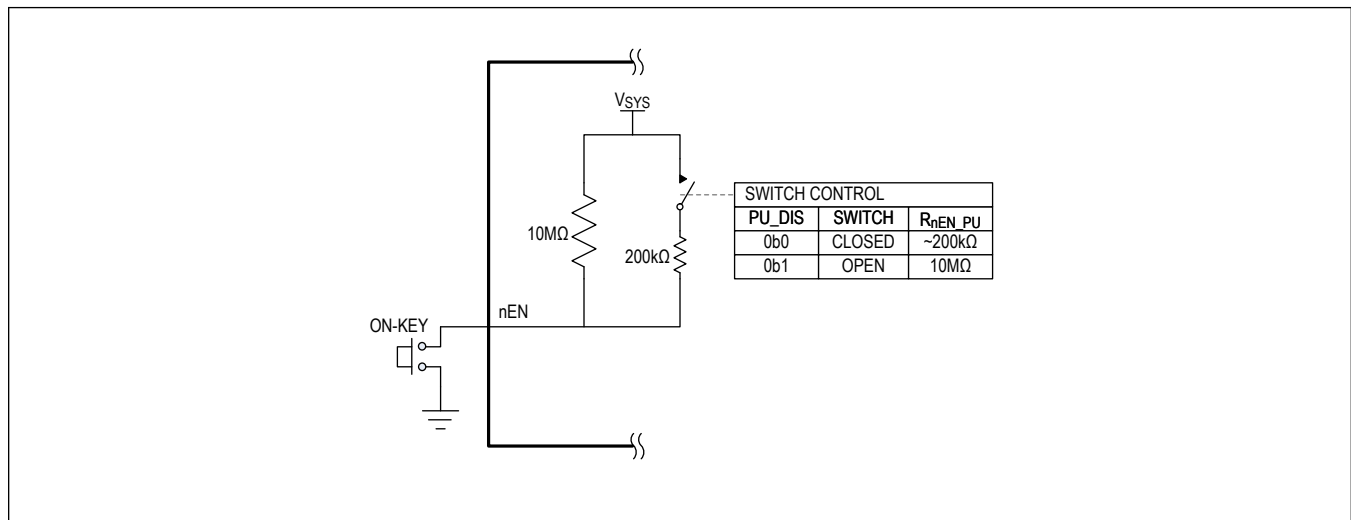 VSYS
10MΩ
200kΩ
SWITCH CONTROL
PU_DIS SWITCH RnEN_PU
0b0 CLOSED ~200kΩ
0b1 OPEN 10MΩ
nEN
ON-KEY